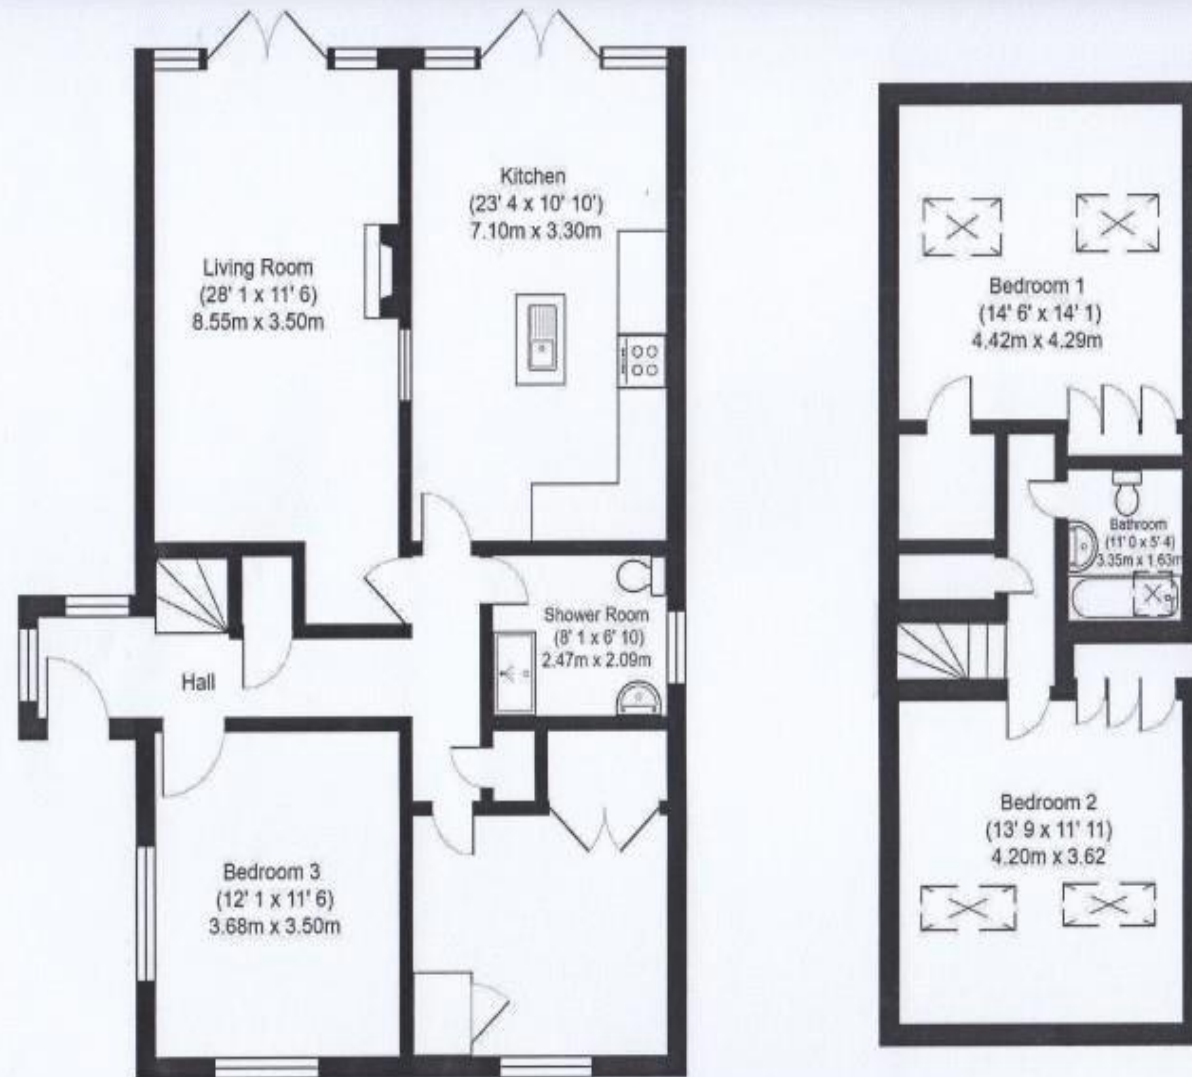 Kitchen
(23' 4 x 10' 10')
7.10m x 3.30m
Living Room
(28' 1 x 11' 6)
8.55m x 3.50m
Shower Room
(8' 1 x 6' 10)
2.47m x 2.09m
Hall
Bedroom 3
(12' 1 x 11' 6)
3.68m x 3.50m
Bedroom 1
(14' 6' x 14' 1)
4.42m x 4.29m
Bathroom
(11' 0 x 5' 4)
3.35m x 1.63m
Bedroom 2
(13' 9 x 11' 11)
4.20m x 3.62